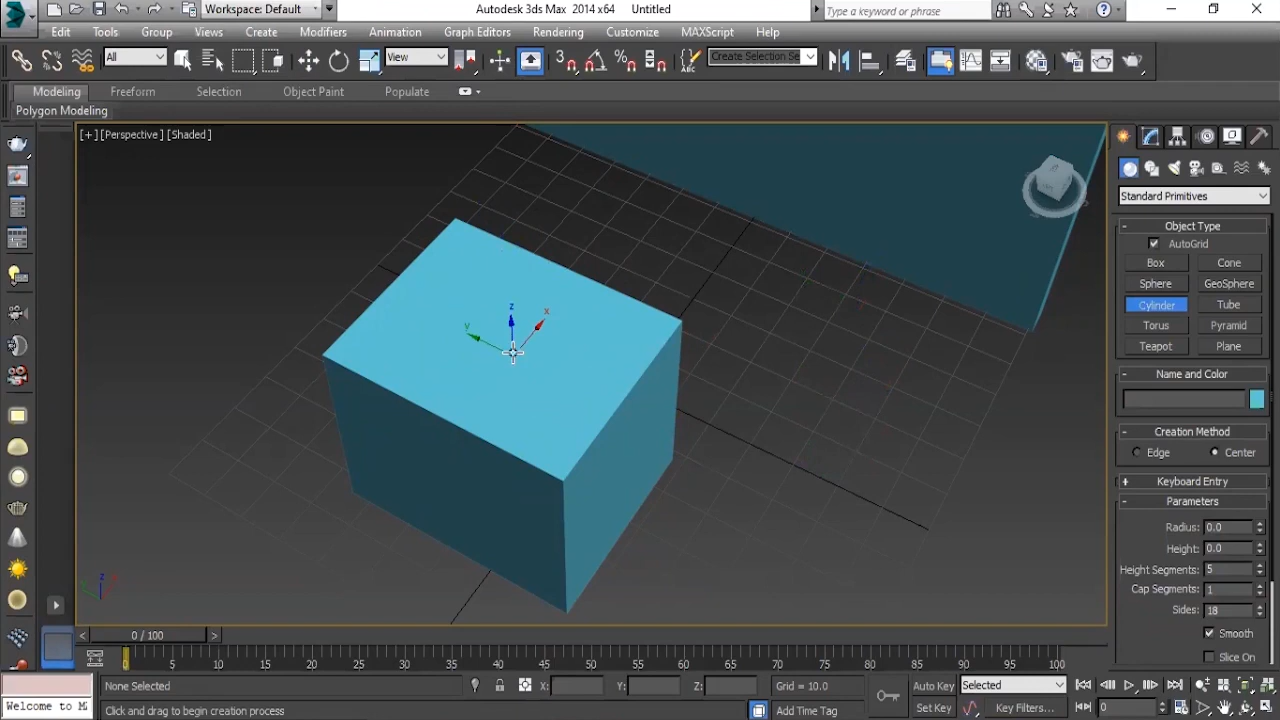 Workspace: Default
Autodesk 3ds Max 2014 x64 Untitled
Type a keyword or phrase
Edit Tools Group Views Create Modifiers Animation Graph Editors Rendering Customize MAXScript Help
All
View
3
Create Selection Se
ABC
Modeling Freeform Selection Object Paint Populate
Polygon Modeling
[+] [Perspective] [Shaded]
z
x
y
z
Standard Primitives
- Object Type
AutoGrid
Box Cone
Sphere GeoSphere
Cylinder Tube
Torus Pyramid
Teapot Plane
- Name and Color
- Creation Method
Edge Center
+ Keyboard Entry
- Parameters
Radius: 0.0
Height: 0.0
Height Segments: 5
Cap Segments: 1
Sides: 18
Smooth
Slice On
< 0 / 100 >
0 5 10 15 20 25 30 35 40 45 50 55 60 65 70 75 80 85 90 95 100
None Selected X: Y: Z: Grid = 10.0 Auto Key Selected
Welcome to M Click and drag to begin creation process Add Time Tag Set Key Key Filters... 0